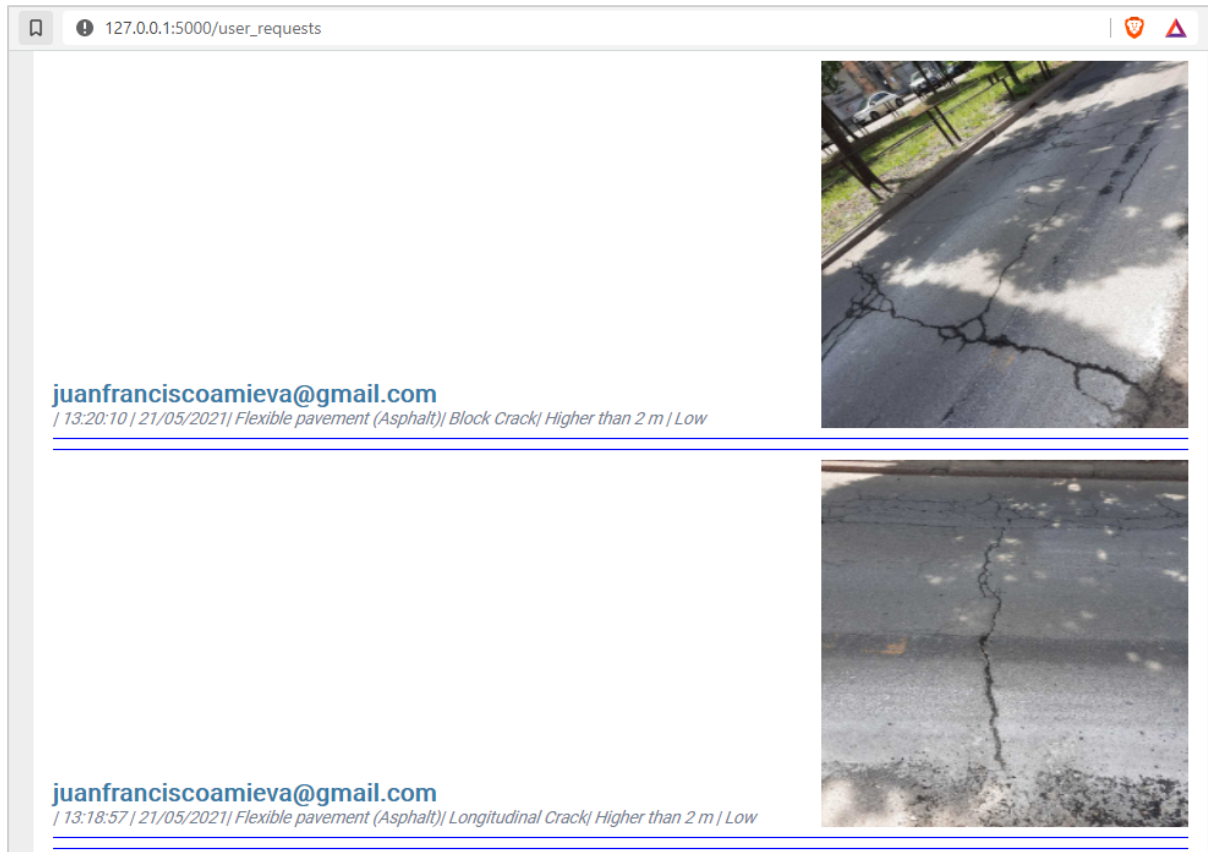 127.0.0.1:5000/user_requests
juanfranciscoamieva@gmail.com
| 13:20:10 | 21/05/2021| Flexible pavement (Asphalt)| Block Crack| Higher than 2 m | Low
juanfranciscoamieva@gmail.com
| 13:18:57 | 21/05/2021| Flexible pavement (Asphalt)| Longitudinal Crack| Higher than 2 m | Low